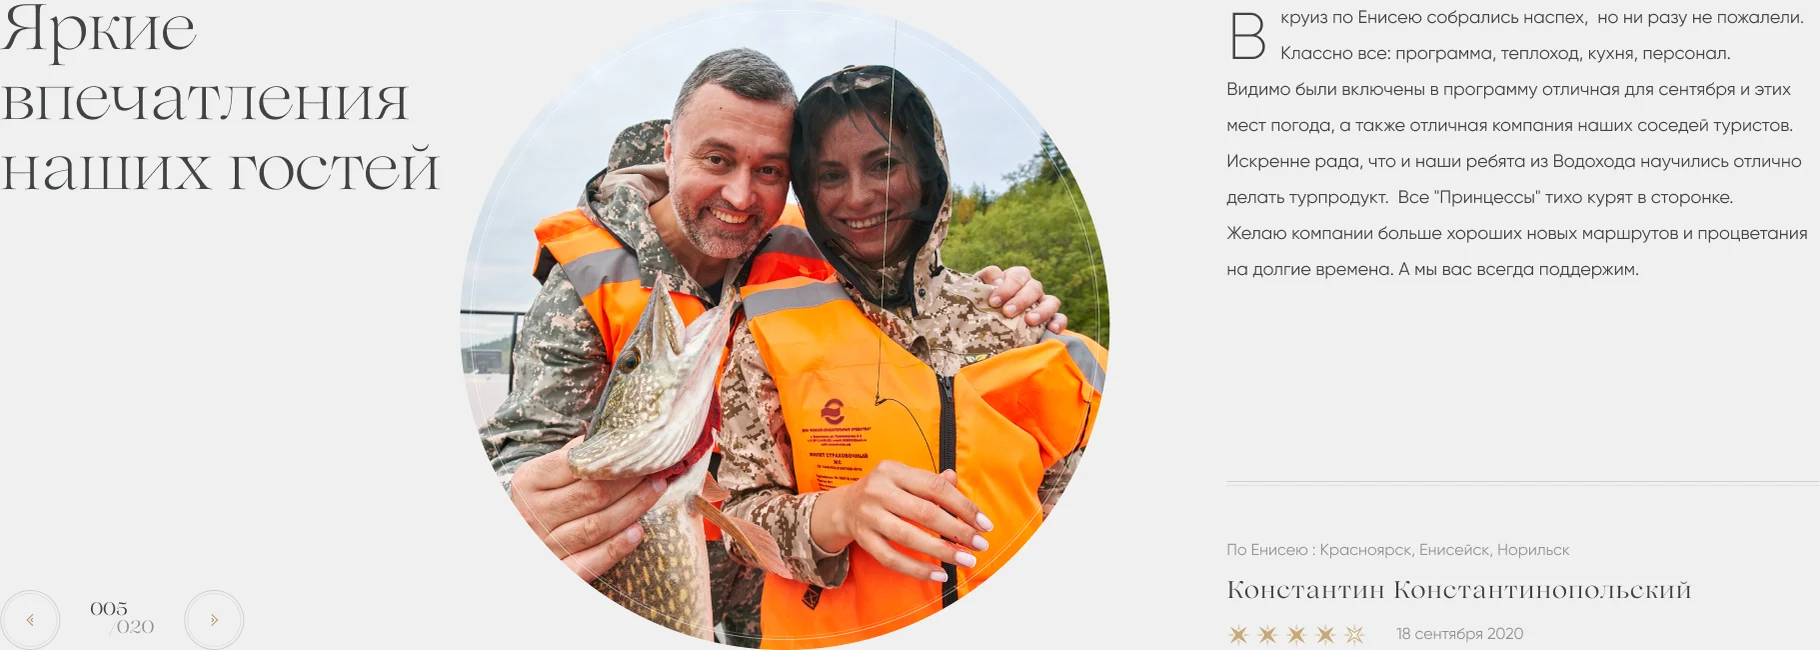 Яркие
впечатления
наших гостей
005
/020
ЖИЛЕТ СТРАХОВОЧНЫЙ
В круиз по Енисею собрались наспех,  но ни разу не пожалели.
Классно все: программа, теплоход, кухня, персонал.
Видимо были включены в программу отличная для сентября и этих
мест погода, а также отличная компания наших соседей туристов.
Искренне рада, что и наши ребята из Водохода научились отлично
делать турпродукт.  Все "Принцессы" тихо курят в сторонке.
Желаю компании больше хороших новых маршрутов и процветания
на долгие времена. А мы вас всегда поддержим.
По Енисею : Красноярск, Енисейск, Норильск
Константин Константинопольский
18 сентября 2020